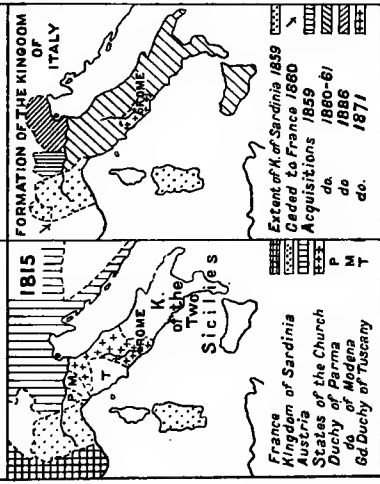 1815
P. M.
T
ROME
K.
of the
Two
Sicilies
France
Kingdom of Sardinia
Austria
States of the Church
Duchy of Parma P
do of Modena M
Gd. Duchy of Tuscany T
FORMATION OF THE KINGDOM
OF
ITALY
ROME
Extent of K. of Sardinia 1859
Ceded to France 1860
Acquisitions 1859
do. 1860-61
do 1866
do. 1871